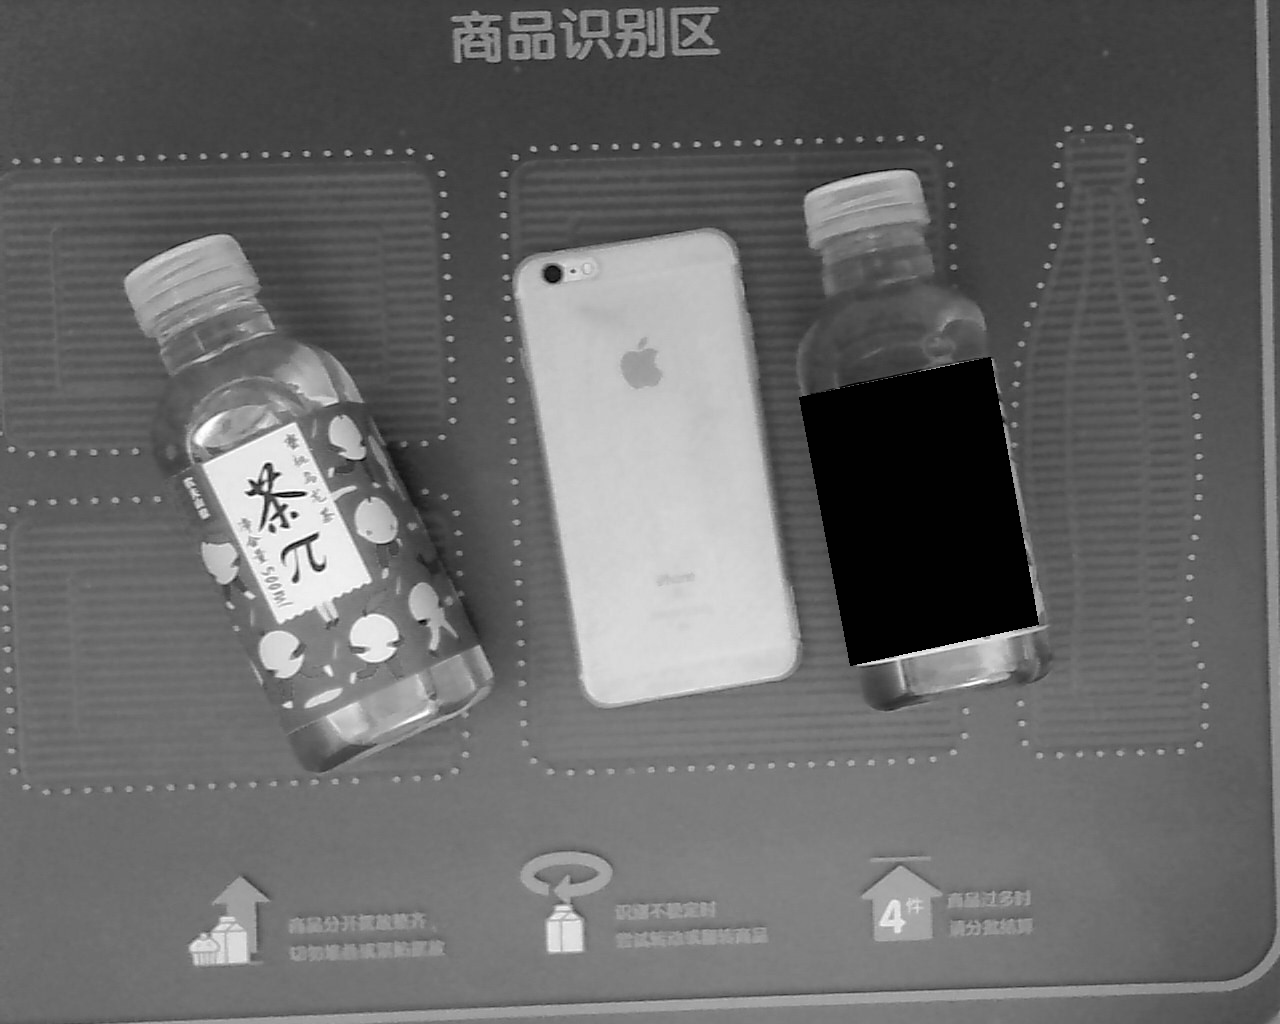 商品识别区
蜜桃乌龙茶
茶π
净含量500ml
iPhone
商品分开摆放整齐，
切勿堆叠或紧贴摆放
识别不稳定时
尝试转动或翻转商品
4件
商品过多时
请分批结算